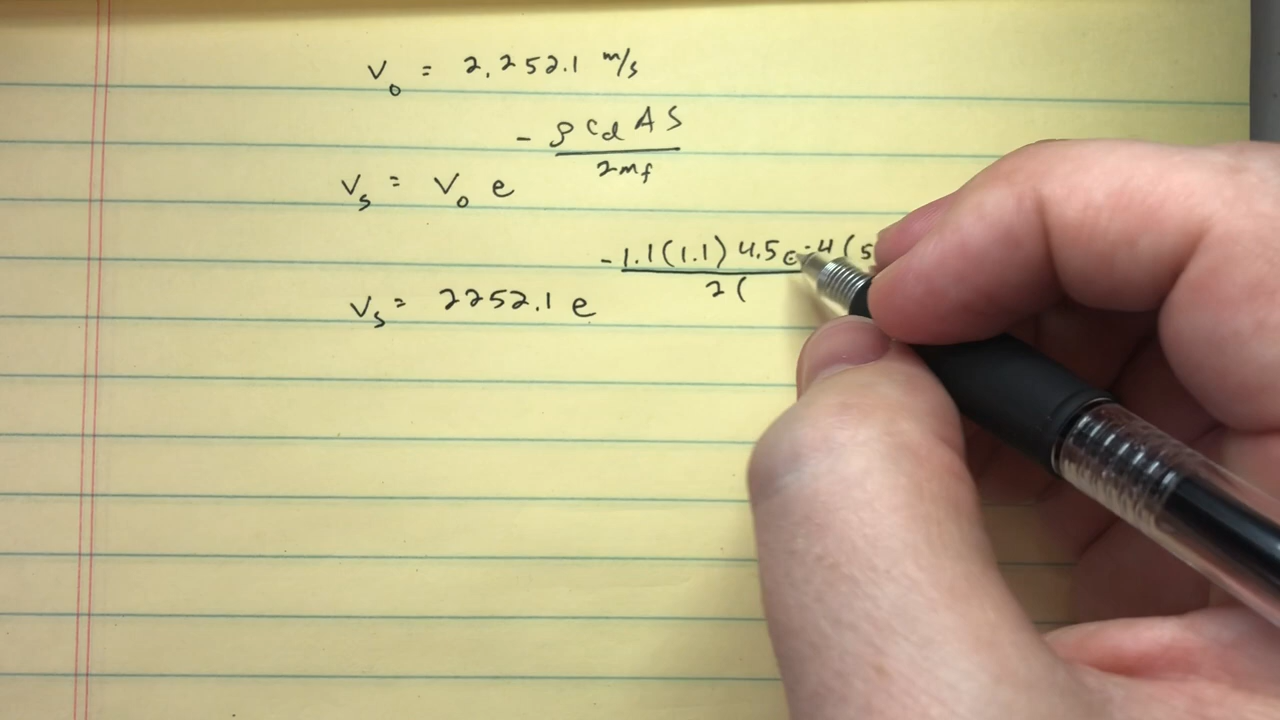 V₀ = 2,252.1 m/s
- ρ Cd A S
2mf
Vs = V₀ e
-1.1(1.1) 4.5e-4(5
2(
Vs = 2252.1 e